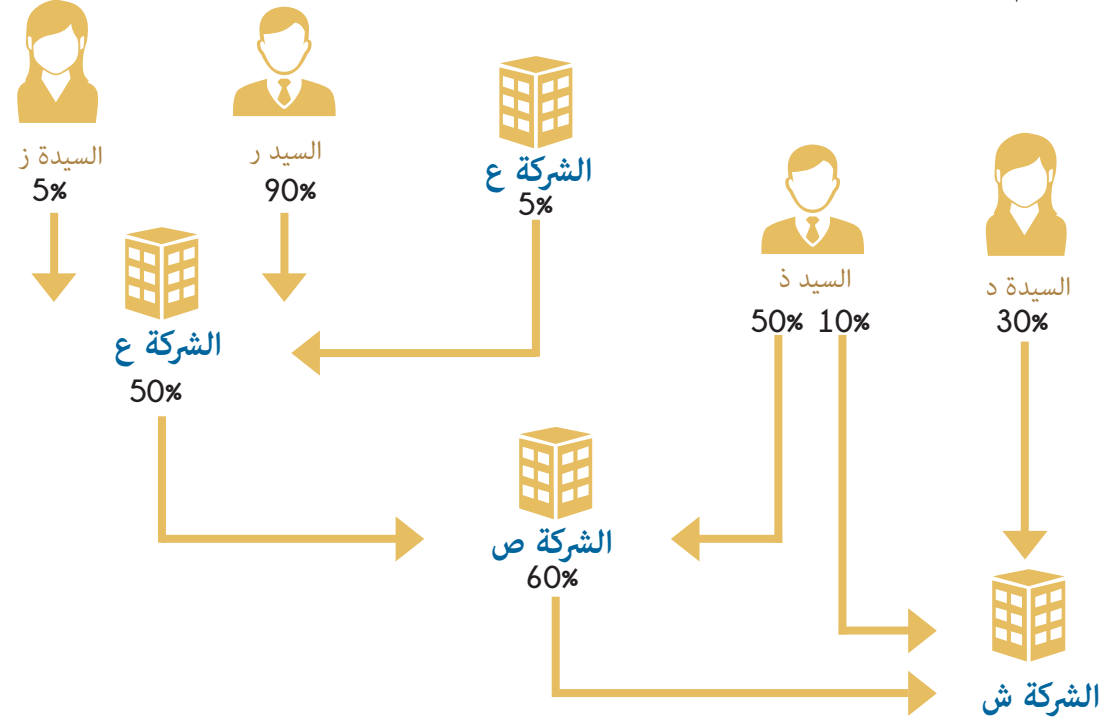 السيدة ز
5%
السيد ر
90%
الشركة ع
5%
السيد ذ
50% 10%
السيدة د
30%
الشركة ع
50%
الشركة ص
60%
الشركة ش